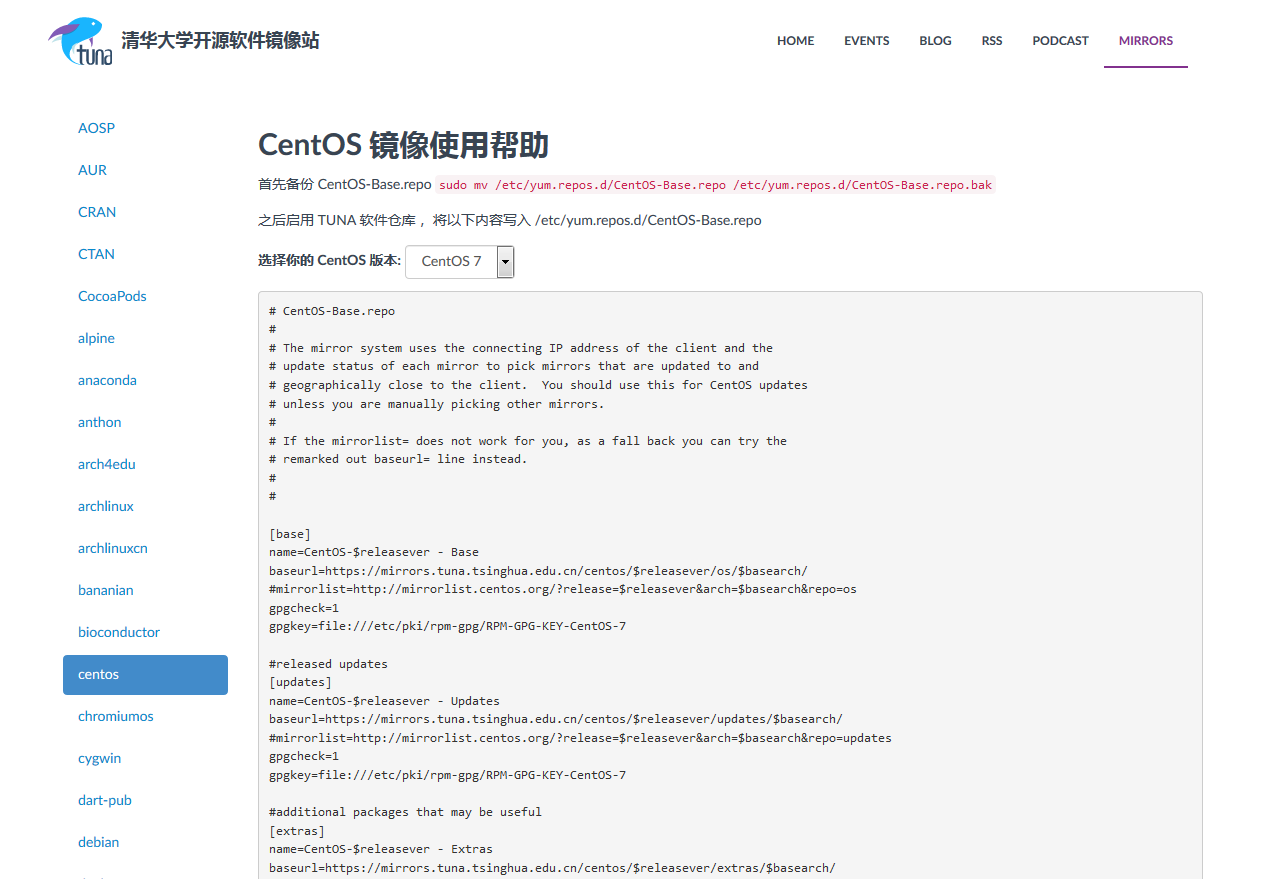 tuna 清华大学开源软件镜像站
HOME EVENTS BLOG RSS PODCAST MIRRORS
AOSP
AUR
CRAN
CTAN
CocoaPods
alpine
anaconda
anthon
arch4edu
archlinux
archlinuxcn
bananian
bioconductor
centos
chromiumos
cygwin
dart-pub
debian
CentOS 镜像使用帮助
首先备份 CentOS-Base.repo sudo mv /etc/yum.repos.d/CentOS-Base.repo /etc/yum.repos.d/CentOS-Base.repo.bak
之后启用 TUNA 软件仓库， 将以下内容写入 /etc/yum.repos.d/CentOS-Base.repo
选择你的 CentOS 版本: CentOS 7
# CentOS-Base.repo
#
# The mirror system uses the connecting IP address of the client and the
# update status of each mirror to pick mirrors that are updated to and
# geographically close to the client.  You should use this for CentOS updates
# unless you are manually picking other mirrors.
#
# If the mirrorlist= does not work for you, as a fall back you can try the
# remarked out baseurl= line instead.
#
#
[base]
name=CentOS-$releasever - Base
baseurl=https://mirrors.tuna.tsinghua.edu.cn/centos/$releasever/os/$basearch/
#mirrorlist=http://mirrorlist.centos.org/?release=$releasever&arch=$basearch&repo=os
gpgcheck=1
gpgkey=file:///etc/pki/rpm-gpg/RPM-GPG-KEY-CentOS-7
#released updates
[updates]
name=CentOS-$releasever - Updates
baseurl=https://mirrors.tuna.tsinghua.edu.cn/centos/$releasever/updates/$basearch/
#mirrorlist=http://mirrorlist.centos.org/?release=$releasever&arch=$basearch&repo=updates
gpgcheck=1
gpgkey=file:///etc/pki/rpm-gpg/RPM-GPG-KEY-CentOS-7
#additional packages that may be useful
[extras]
name=CentOS-$releasever - Extras
baseurl=https://mirrors.tuna.tsinghua.edu.cn/centos/$releasever/extras/$basearch/